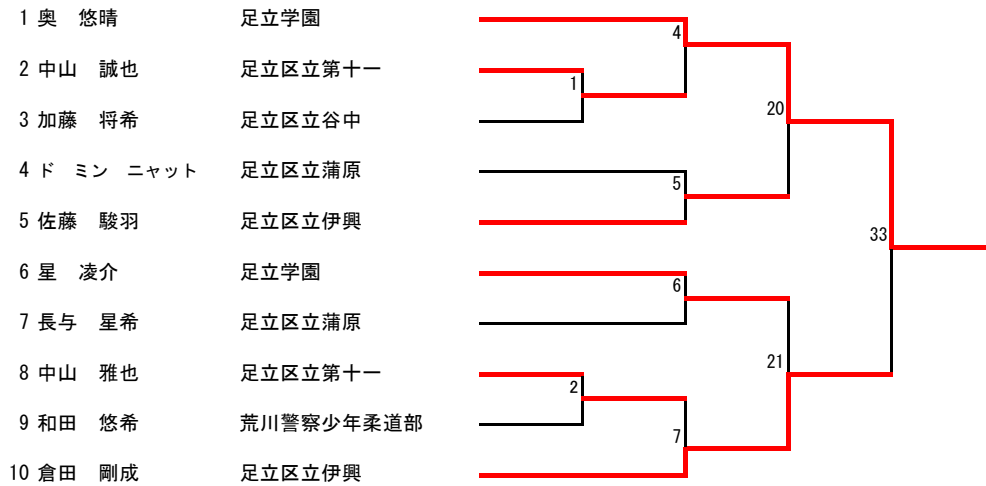 1 奥　悠晴 足立学園
4
2 中山　誠也 足立区立第十一
1
20
3 加藤　将希 足立区立谷中
4 ド　ミン　ニャット 足立区立蒲原
5
5 佐藤　駿羽 足立区立伊興
33
6 星　凌介 足立学園
6
7 長与　星希 足立区立蒲原
21
8 中山　雅也 足立区立第十一
2
9 和田　悠希 荒川警察少年柔道部
7
10 倉田　剛成 足立区立伊興